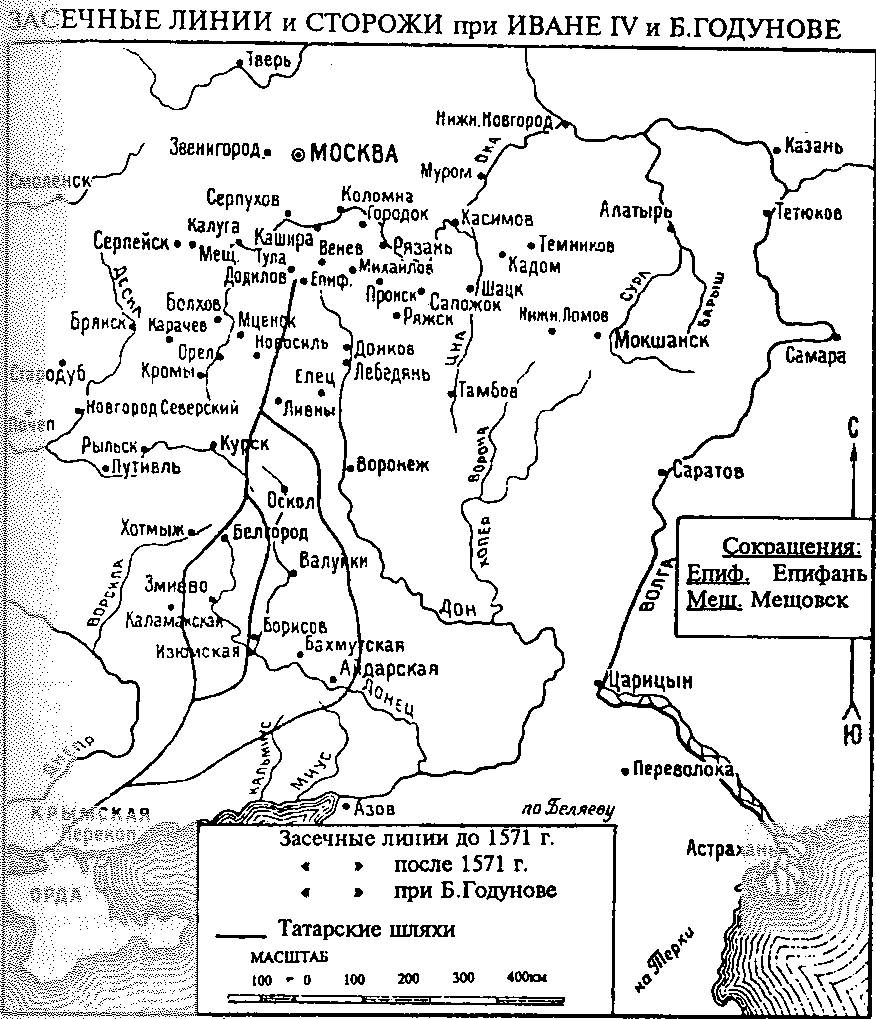 ЗАСЕЧНЫЕ ЛИНИИ и СТОРОЖИ при ИВАНЕ IV и Б.ГОДУНОВЕ
Тверь
Нижн. Новгород
Звенигород
МОСКВА
Ока
Казань
Муром
Смоленск
Серпухов
Коломна
Городок
Касимов
Алатырь
Тетюков
Калуга
Серпейск
Кашира
Венев
Рязань
Темников
Мещ.
Тула
Михайлов
Кадом
Додилов
Епиф.
Десна
Пронск
Сапожок
Шацк
Сура
Барыш
Болхов
Ряжск
Нижн. Ломов
Брянск
Карачев
Мценск
Новосиль
Донков
Цна
Мокшанск
Самара
Орел
Кромы
Лебедянь
Стародуб
Елец
Тамбов
Новгород Северский
Ливны
Почеп
С
Рыльск
Курск
Ворона
Путивль
Воронеж
Саратов
Оскол
Хотмыж
Белгород
Хопер
Сокращения:
Епиф. Епифань
Мещ. Мещовск
Валуйки
Волга
Ворскла
Змиево
Каламакская
Дон
Борисов
Изюмская
Бахмутская
Айдарская
Донец
Царицын
Ю
Днепр
Кальмиус
Миус
Переволока
КРЫМСКАЯ
Перекоп
Азов
по Беляеву
ОРДА
Астрахань
Засечные линии до 1571 г.
« » после 1571 г.
« » при Б.Годунове
Татарские шляхи
на Терки
МАСШТАБ
100 0 100 200 300 400км